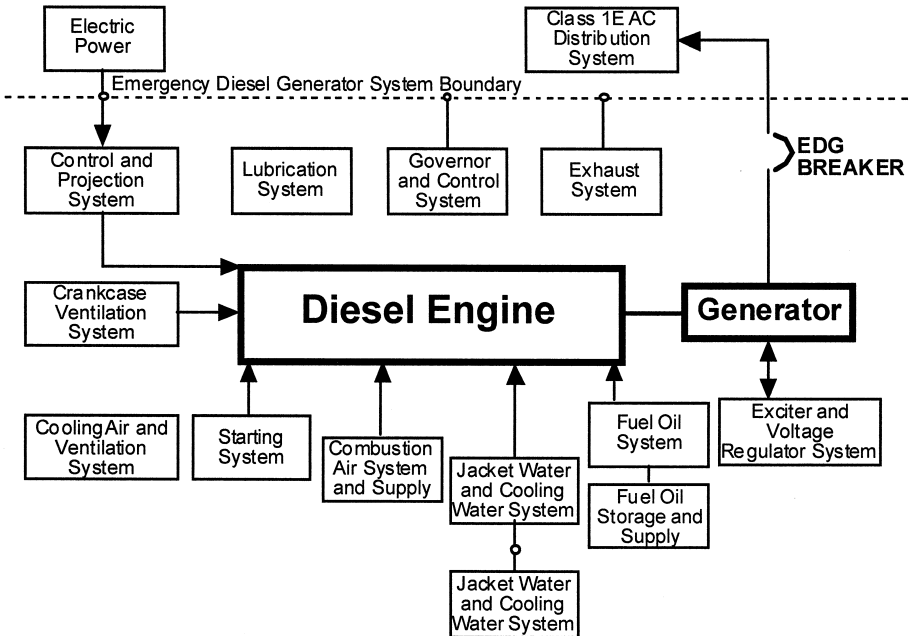 Electric
Power
Class 1E AC
Distribution
System
Emergency Diesel Generator System Boundary
EDG
BREAKER
Control and
Projection
System
Lubrication
System
Governor
and Control
System
Exhaust
System
Crankcase
Ventilation
System
Diesel Engine
Generator
Cooling Air and
Ventilation
System
Starting
System
Combustion
Air System
and Supply
Jacket Water
and Cooling
Water System
Fuel Oil
System
Exciter and
Voltage
Regulator System
Fuel Oil
Storage and
Supply
Jacket Water
and Cooling
Water System